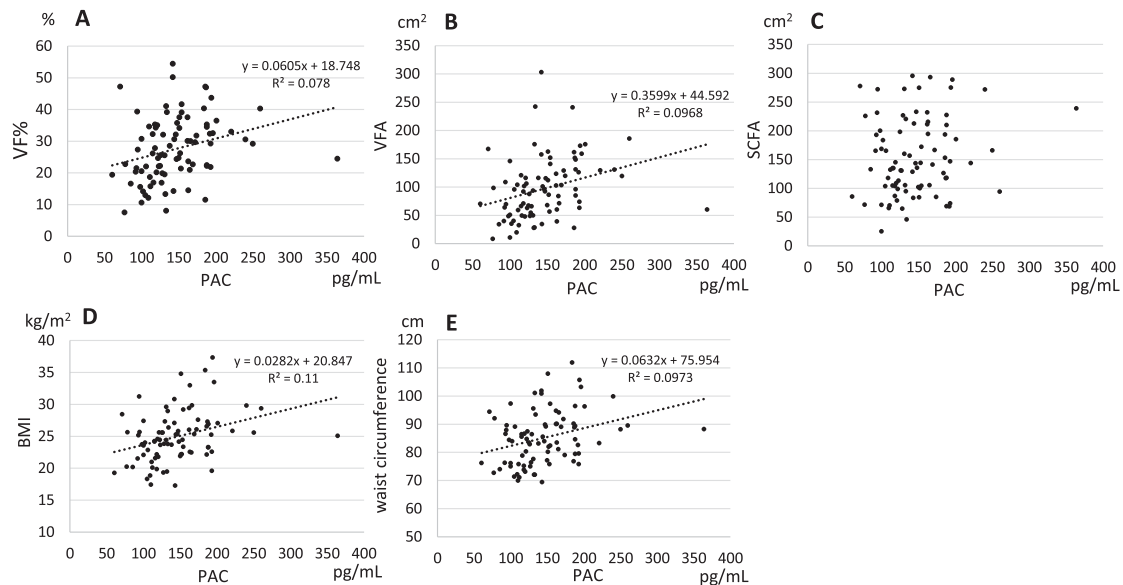 A
%
60
50
40
30
20
10
0%
VF%
y = 0.0605x + 18.748
R² = 0.078
0 50 100 150 200 250 300 350 400
PAC
pg/mL
B
cm²
350
300
250
200
150
100
50
0
VFA
y = 0.3599x + 44.592
R² = 0.0968
0 50 100 150 200 250 300 350 400
PAC
pg/mL
C
cm²
350
300
250
200
150
100
50
0
SCFA
0 50 100 150 200 250 300 350 400
PAC
pg/mL
D
kg/m²
40
35
30
25
20
15
10
BMI
y = 0.0282x + 20.847
R² = 0.11
0 50 100 150 200 250 300 350 400
PAC
pg/mL
E
cm
120
110
100
90
80
70
60
50
waist circumference
y = 0.0632x + 75.954
R² = 0.0973
0 50 100 150 200 250 300 350 400
PAC
pg/mL